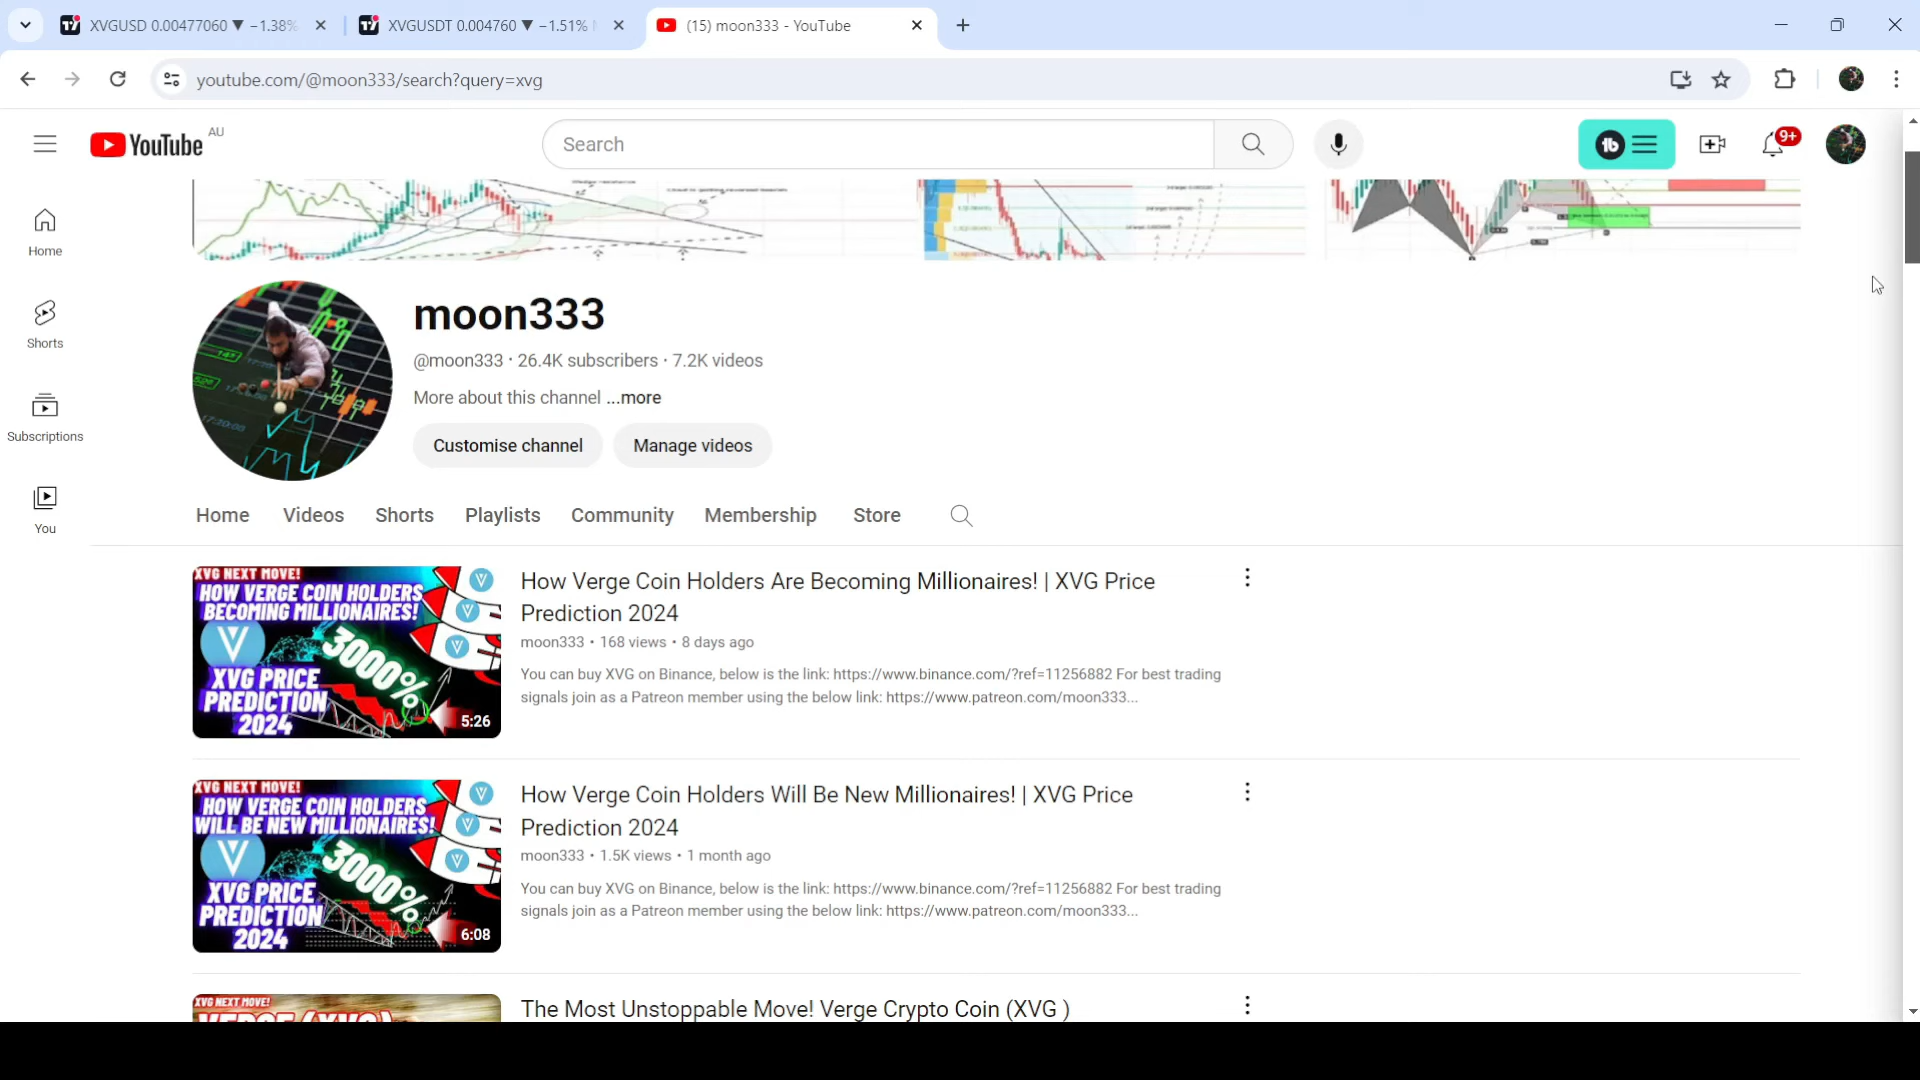 XVGUSD 0.00477060 ▼ −1.38%
XVGUSDT 0.004760 ▼ −1.51%
(15) moon333 - YouTube
youtube.com/@moon333/search?query=xvg
YouTube AU
Search
9+
Home
Shorts
Subscriptions
You
moon333
@moon333 · 26.4K subscribers · 7.2K videos
More about this channel ...more
Customise channel
Manage videos
Home Videos Shorts Playlists Community Membership Store
XVG NEXT MOVE!
HOW VERGE COIN HOLDERS
BECOMING MILLIONAIRES!
3000%
XVG PRICE
PREDICTION
2024
5:26
How Verge Coin Holders Are Becoming Millionaires! | XVG Price
Prediction 2024
moon333 • 168 views • 8 days ago
You can buy XVG on Binance, below is the link: https://www.binance.com/?ref=11256882 For best trading
signals join as a Patreon member using the below link: https://www.patreon.com/moon333...
XVG NEXT MOVE!
HOW VERGE COIN HOLDERS
WILL BE NEW MILLIONAIRES!
3000%
XVG PRICE
PREDICTION
2024
6:08
How Verge Coin Holders Will Be New Millionaires! | XVG Price
Prediction 2024
moon333 • 1.5K views • 1 month ago
You can buy XVG on Binance, below is the link: https://www.binance.com/?ref=11256882 For best trading
signals join as a Patreon member using the below link: https://www.patreon.com/moon333...
XVG NEXT MOVE!
VERGE (XVG)
The Most Unstoppable Move! Verge Crypto Coin (XVG )